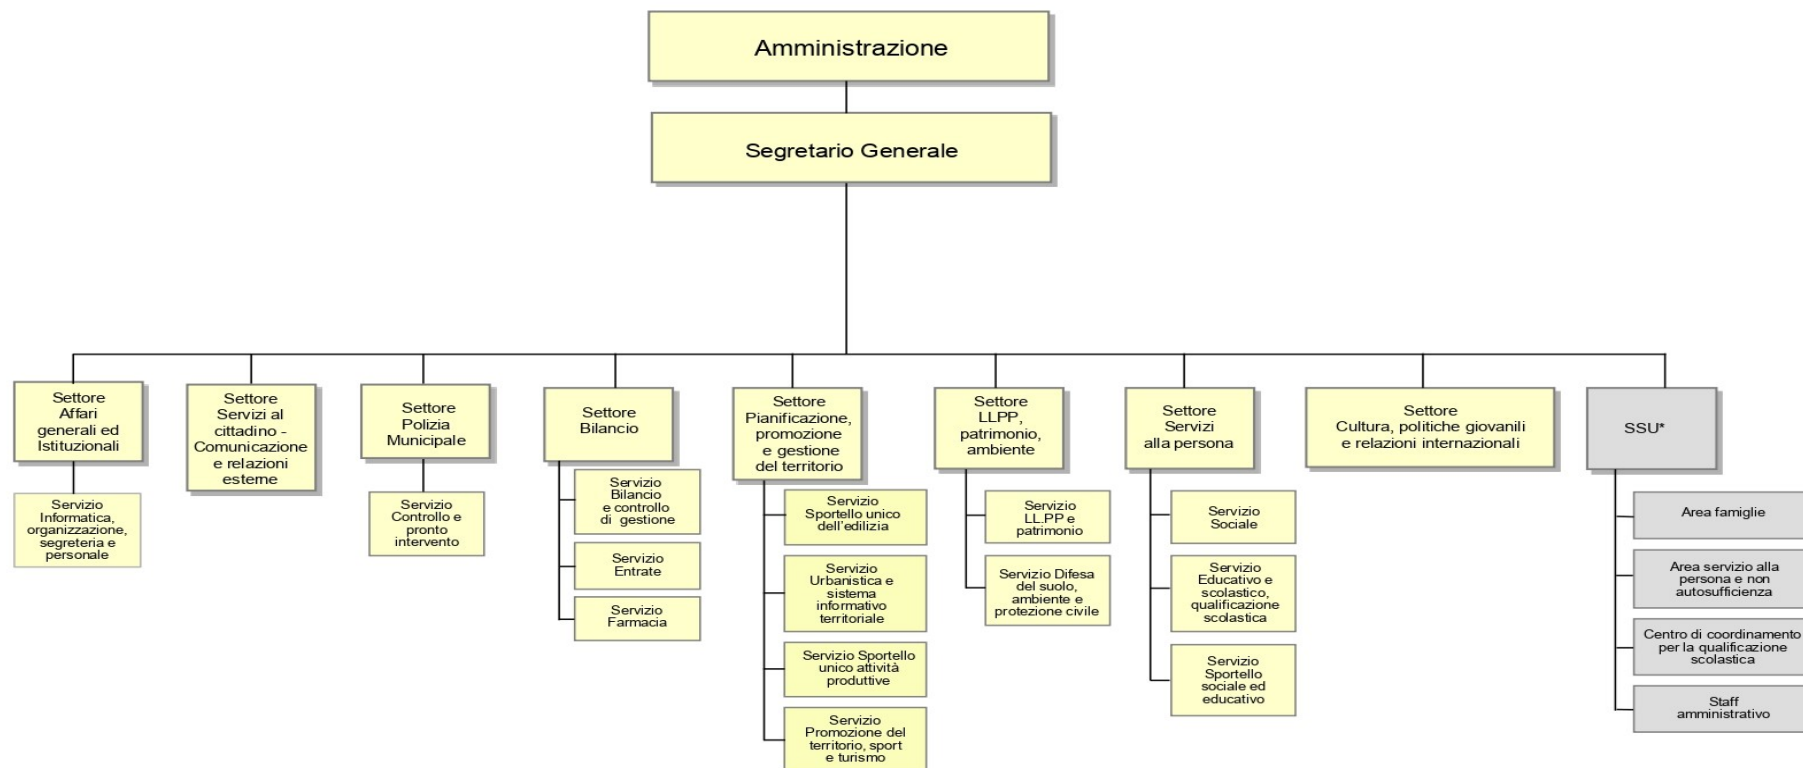 Amministrazione
Segretario Generale
Settore
Affari
generali ed
Istituzionali
Servizio
Informatica,
organizzazione,
segreteria e
personale
Settore
Servizi al
cittadino -
Comunicazione
e relazioni
esterne
Settore
Polizia
Municipale
Servizio
Controllo e
pronto
intervento
Settore
Bilancio
Servizio
Bilancio
e controllo
di gestione
Servizio
Entrate
Servizio
Farmacia
Settore
Pianificazione,
promozione
e gestione
del territorio
Servizio
Sportello unico
dell'edilizia
Servizio
Urbanistica e
sistema
informativo
territoriale
Servizio Sportello
unico attività
produttive
Servizio
Promozione del
territorio, sport
e turismo
Settore
LLPP,
patrimonio,
ambiente
Servizio
LL.PP e
patrimonio
Servizio Difesa
del suolo,
ambiente e
protezione civile
Settore
Servizi
alla persona
Servizio
Sociale
Servizio
Educativo e
scolastico,
qualificazione
scolastica
Servizio
Sportello
sociale ed
educativo
Settore
Cultura, politiche giovanili
e relazioni internazionali
SSU*
Area famiglie
Area servizio alla
persona e non
autosufficienza
Centro di coordinamento
per la qualificazione
scolastica
Staff
amministrativo